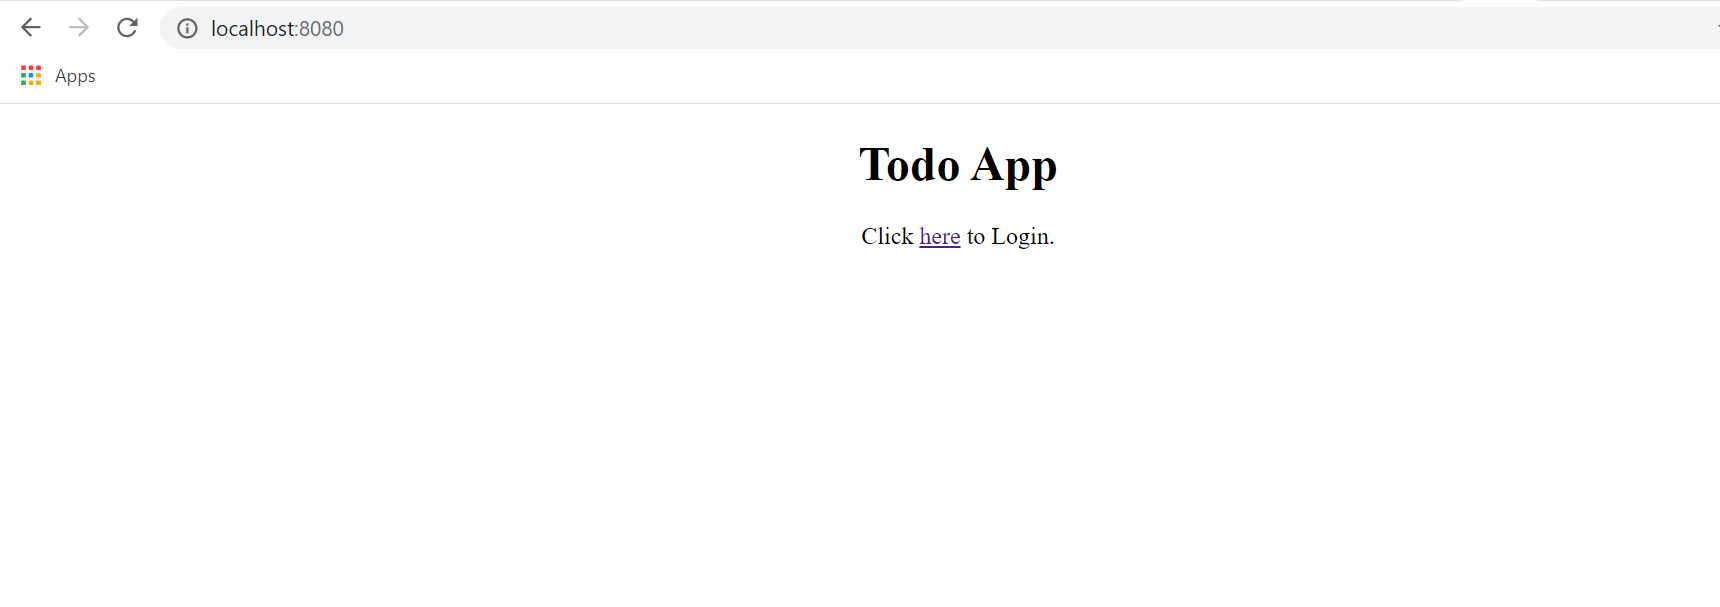 localhost:8080
Apps
Todo App
Click here to Login.